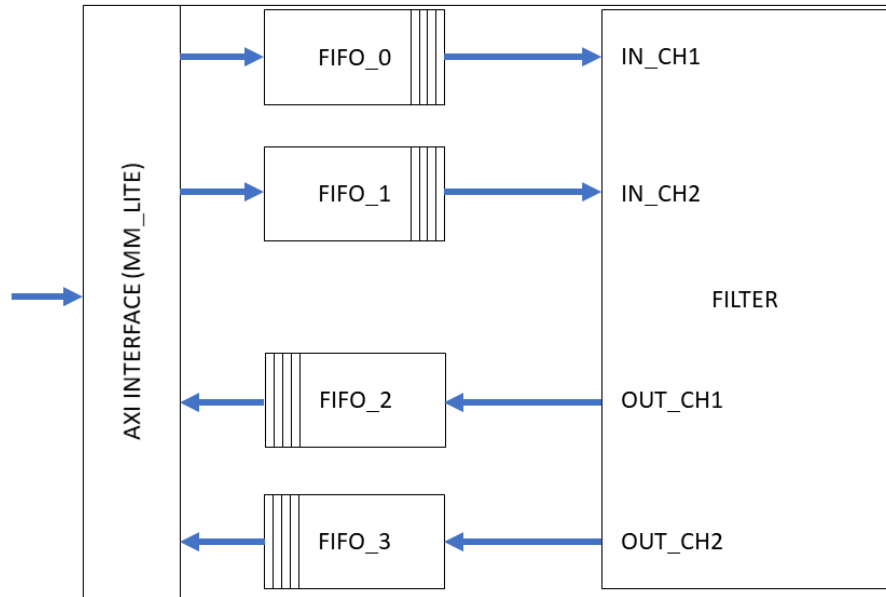 FIFO_0
IN_CH1
FIFO_1
IN_CH2
AXI INTERFACE (MM_LITE)
FILTER
FIFO_2
OUT_CH1
FIFO_3
OUT_CH2